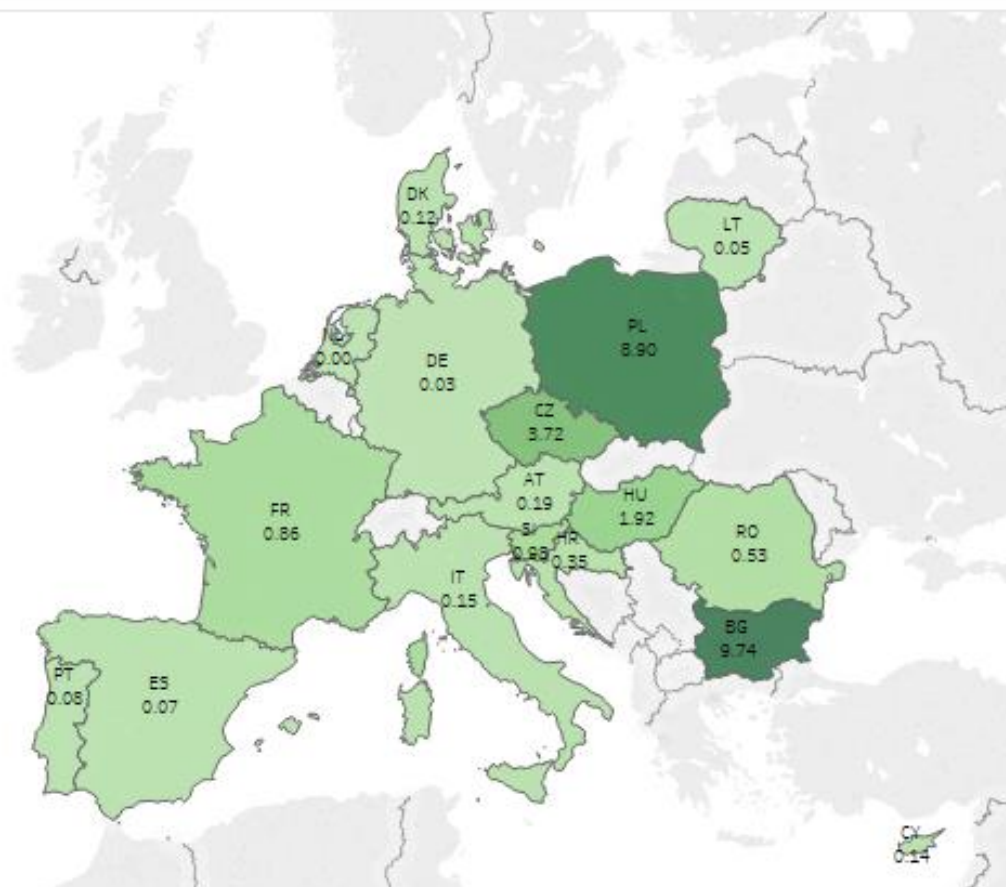 DK
0.12
LT
0.05
PL
8.90
0.00
DE
0.03
CZ
3.72
AT
0.19
HU
1.92
FR
0.86
SI
HR
0.35
RO
0.53
IT
0.15
BG
9.74
PT
0.08
ES
0.07
CY
0.14